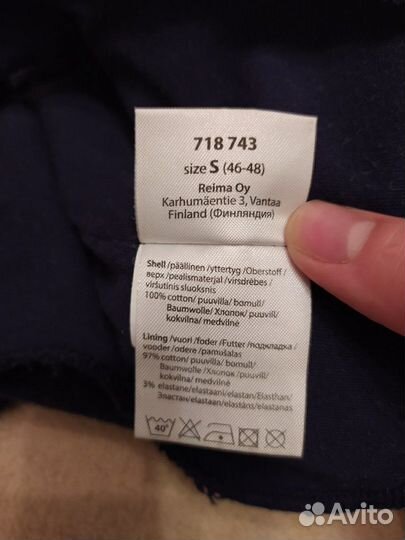 718 743
size S (46-48)
Reima Oy
Karhumäentie 3, Vantaa
Finland (Финляндия)
Shell/päällinen/yttertyg/Oberstoff/
верх/pealismaterjal/virsdrēbes/
viršutinis sluoksnis
100% cotton/ puuvilla/ bomull/
Baumwolle/ Хлопок/ puuvill/
kokvilna/ medvilnė
Lining/vuori/foder/Futter/подкладка/
vooder/odere/pamušalas
97% cotton/ puuvilla/ bomull/
Baumwolle/Хлопок /puuvill/
kokvilna/ medvilnė
3% elastane/elastaani/elastan/Elasthan/
Эластан/elastaan/elastāns/elastanas
40°
Avito